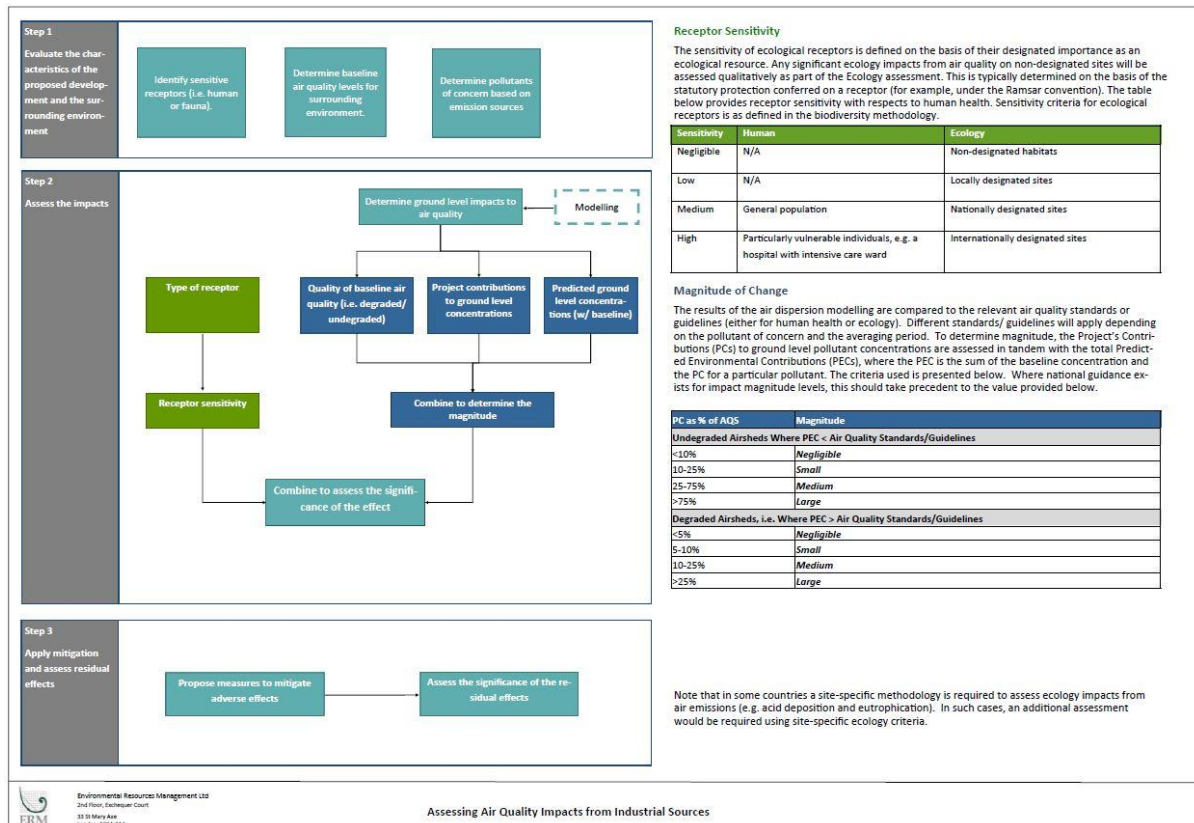 Step 1
Evaluate the char-
acteristics of the
proposed develop-
ment and the sur-
rounding environ-
ment
Identify sensitive
receptors (i.e. human
or fauna).
Determine baseline
air quality levels for
surrounding
environment.
Determine pollutants
of concern based on
emission sources
Step 2
Assess the impacts
Determine ground level impacts to
air quality
Modelling
Type of receptor
Quality of baseline air
quality (i.e. degraded/
undegraded)
Project contributions
to ground level
concentrations
Predicted ground
level concentra-
tions (w/ baseline)
Receptor sensitivity
Combine to determine the
magnitude
Combine to assess the signifi-
cance of the effect
Step 3
Apply mitigation
and assess residual
effects
Propose measures to mitigate
adverse effects
Assess the significance of the re-
sidual effects
Receptor Sensitivity
The sensitivity of ecological receptors is defined on the basis of their designated importance as an
ecological resource. Any significant ecology impacts from air quality on non-designated sites will be
assessed qualitatively as part of the Ecology assessment. This is typically determined on the basis of the
statutory protection conferred on a receptor (for example, under the Ramsar convention). The table
below provides receptor sensitivity with respects to human health. Sensitivity criteria for ecological
receptors is as defined in the biodiversity methodology.
Sensitivity Human Ecology
Negligible N/A Non-designated habitats
Low N/A Locally designated sites
Medium General population Nationally designated sites
High Particularly vulnerable individuals, e.g. a Internationally designated sites
hospital with intensive care ward
Magnitude of Change
The results of the air dispersion modelling are compared to the relevant air quality standards or
guidelines (either for human health or ecology). Different standards/ guidelines will apply depending
on the pollutant of concern and the averaging period. To determine magnitude, the Project's Contri-
butions (PCs) to ground level pollutant concentrations are assessed in tandem with the total Predict-
ed Environmental Contributions (PECs), where the PEC is the sum of the baseline concentration and
the PC for a particular pollutant. The criteria used is presented below. Where national guidance ex-
ists for impact magnitude levels, this should take precedent to the value provided below.
PC as % of AQS Magnitude
Undegraded Airsheds Where PEC < Air Quality Standards/Guidelines
<10% Negligible
10-25% Small
25-75% Medium
>75% Large
Degraded Airsheds, i.e. Where PEC > Air Quality Standards/Guidelines
<5% Negligible
5-10% Small
10-25% Medium
>25% Large
Note that in some countries a site-specific methodology is required to assess ecology impacts from
air emissions (e.g. acid deposition and eutrophication). In such cases, an additional assessment
would be required using site-specific ecology criteria.
ERM
Environmental Resources Management Ltd
2nd Floor, Exchequer Court
33 St Mary Axe
Assessing Air Quality Impacts from Industrial Sources